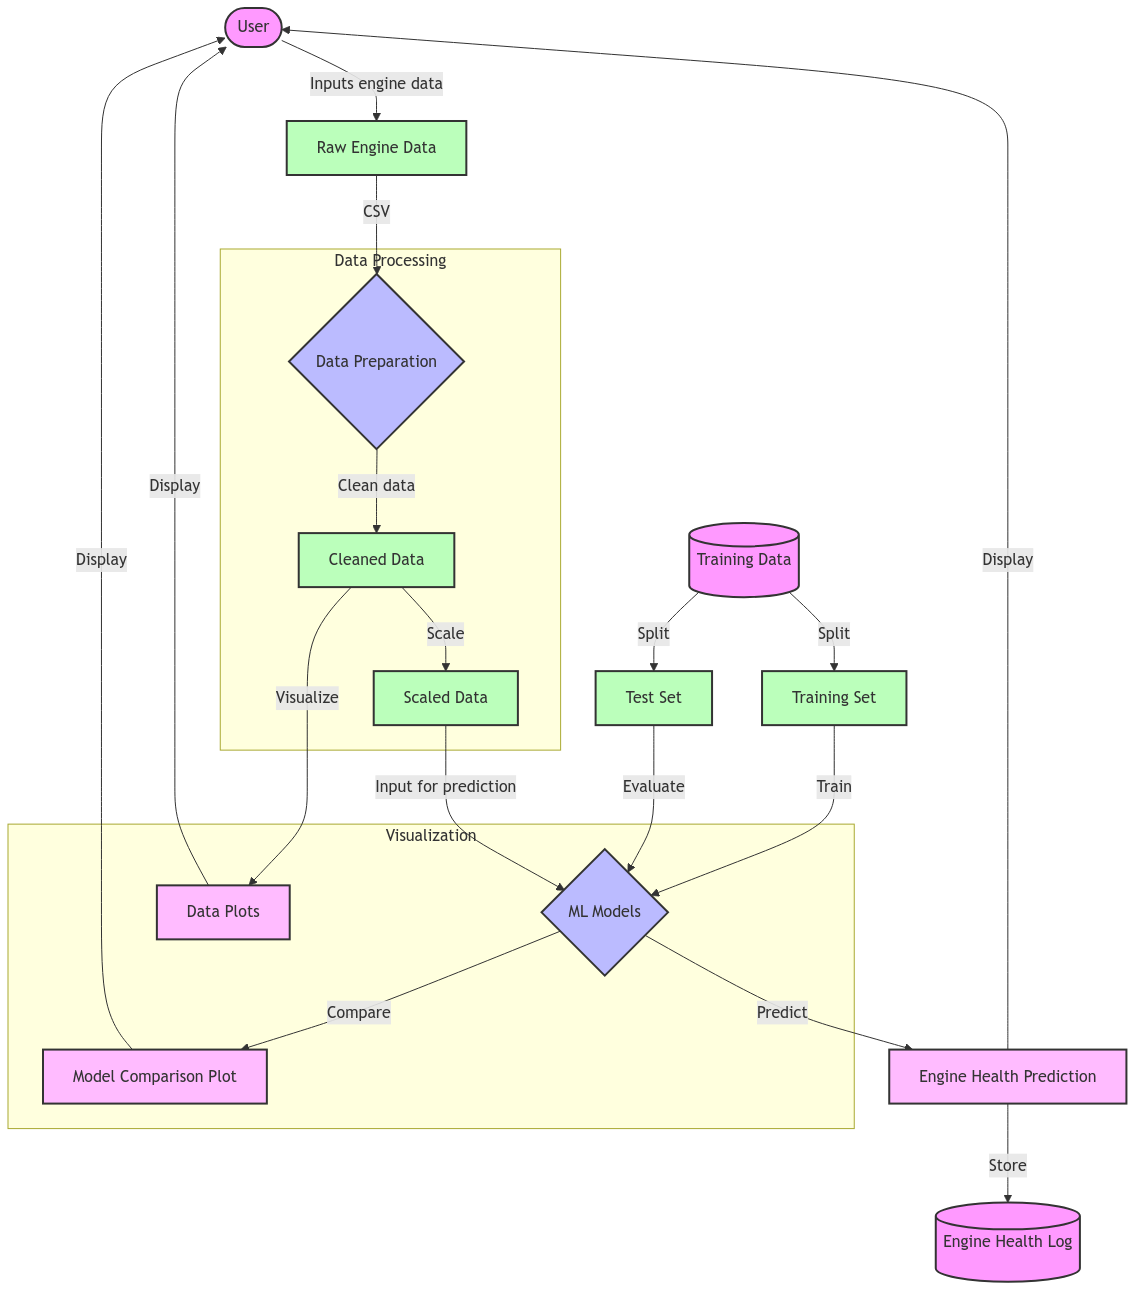 User
Inputs engine data
Raw Engine Data
CSV
Data Processing
Data Preparation
Clean data
Display
Cleaned Data
Training Data
Display
Display
Scale
Split
Split
Visualize
Scaled Data
Test Set
Training Set
Input for prediction
Evaluate
Train
Visualization
Data Plots
ML Models
Compare
Predict
Model Comparison Plot
Engine Health Prediction
Store
Engine Health Log